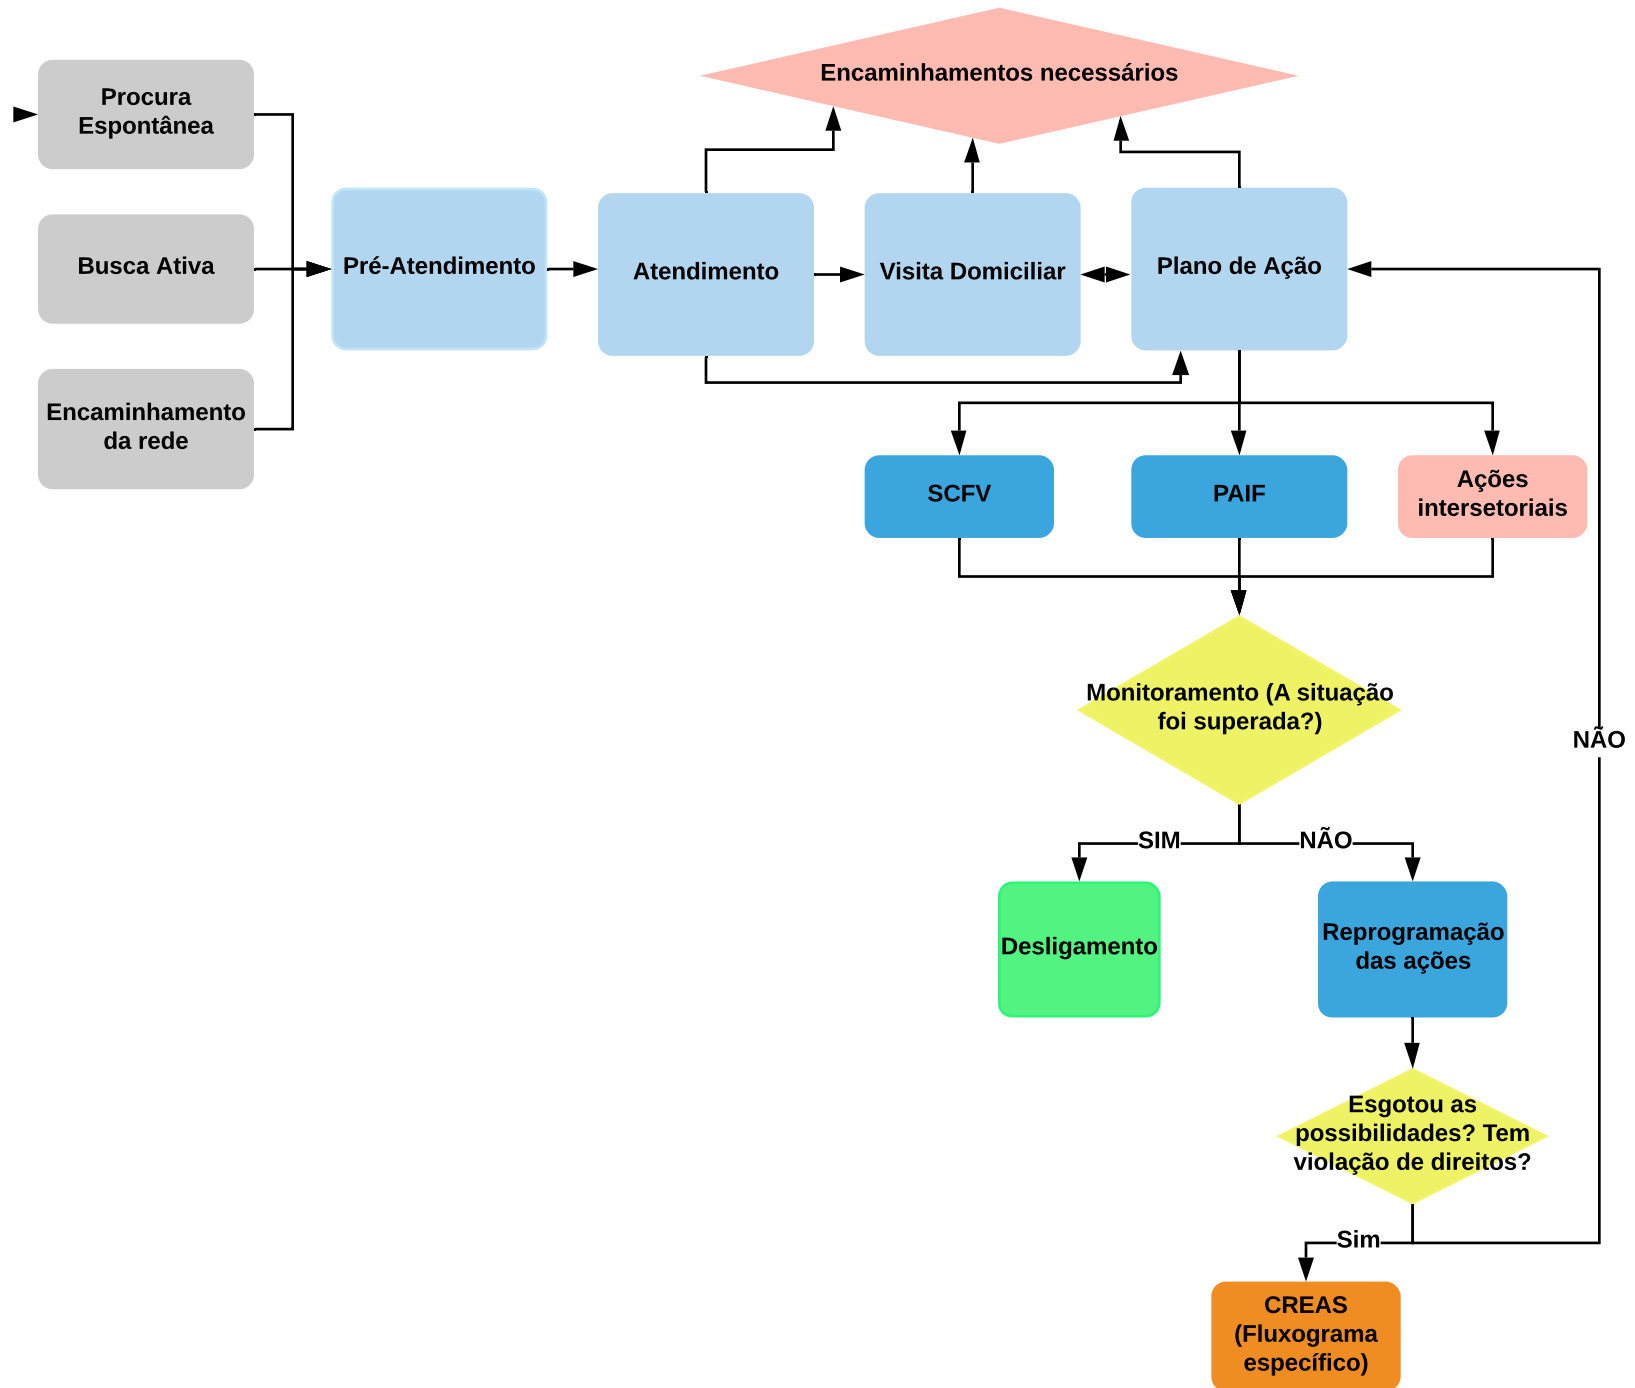 Encaminhamentos necessários
Procura
Espontânea
Busca Ativa
Encaminhamento
da rede
Pré-Atendimento
Atendimento
Visita Domiciliar
Plano de Ação
SCFV
PAIF
Ações
intersetoriais
Monitoramento (A situação
foi superada?)
NÃO
SIM
NÃO
Desligamento
Reprogramação
das ações
Esgotou as
possibilidades? Tem
violação de direitos?
Sim
CREAS
(Fluxograma
específico)